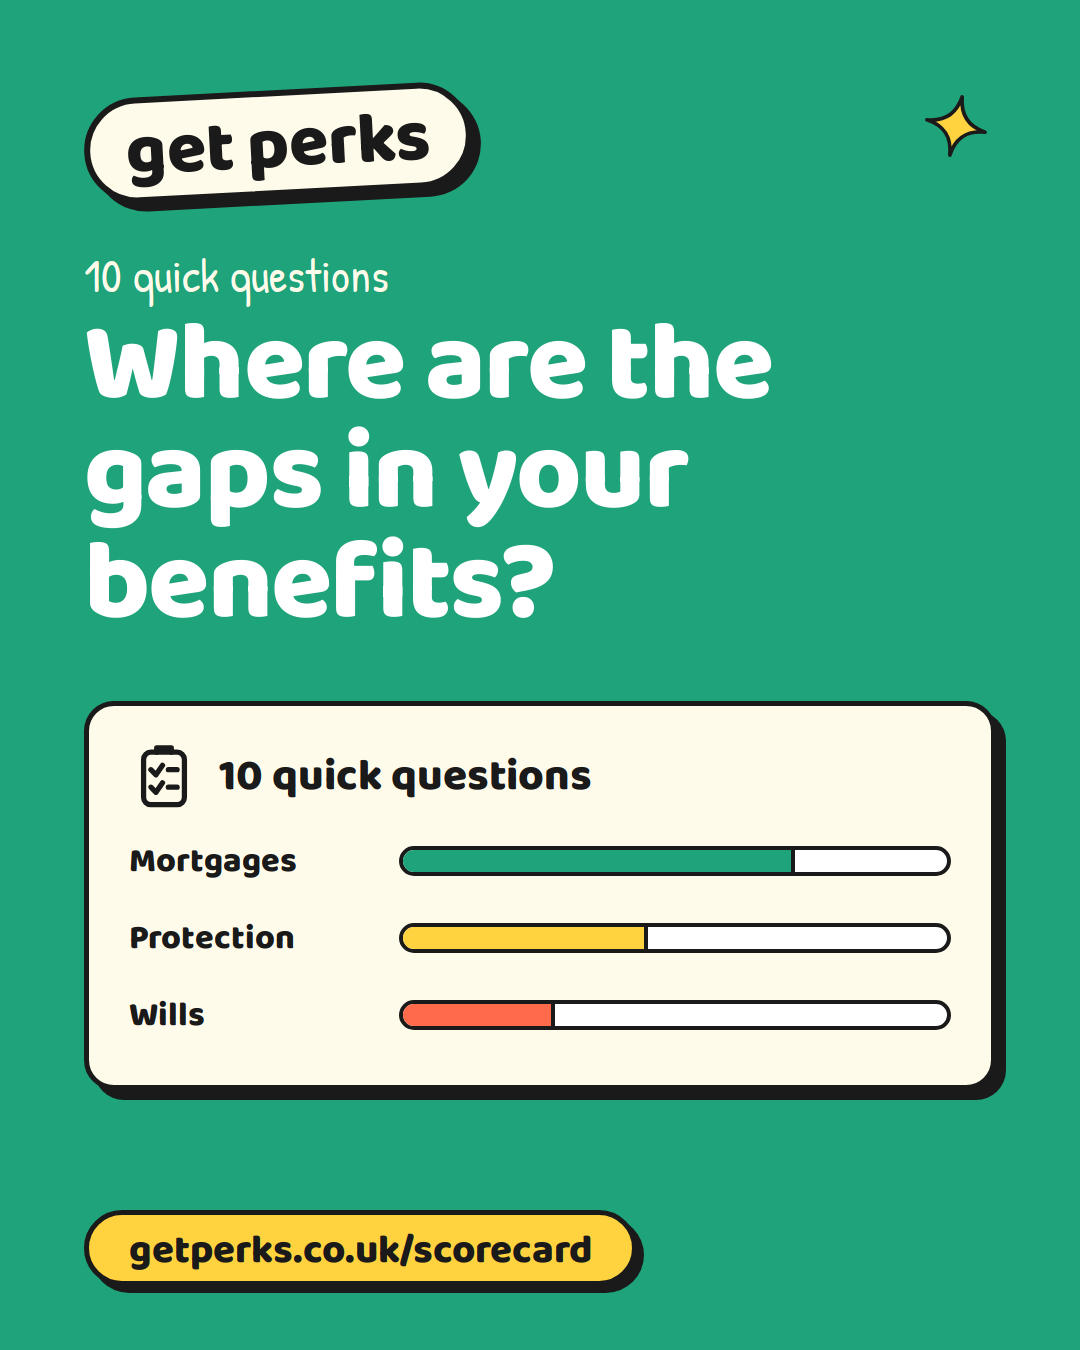 get perks
10 quick questions
Where are the
gaps in your
benefits?
10 quick questions
Mortgages
Protection
Wills
getperks.co.uk/scorecard